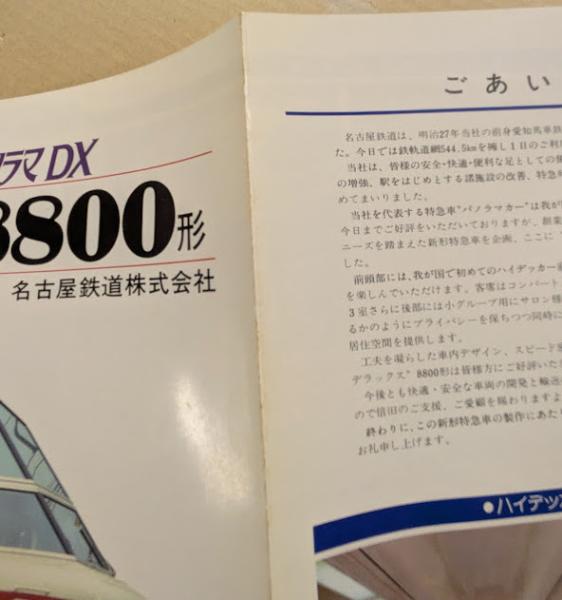 ラマDX
8800形
名古屋鉄道株式会社
ごあい
名古屋鉄道は、明治27年当社の前身愛知馬車鉄
た。今日では鉄軌道網544.5kmを擁し1日のご利用
当社は、皆様の安全・快適・便利な足としての使
の増強、駅をはじめとする諸施設の改善、特急車
めてまいりました。
当社を代表する特急車"パノラマカー"は我が
今日までご好評をいただいておりますが、創業
ニーズを踏まえた新形特急車を企画、ここに
した。
前頭部には、我が国で初めてのハイデッカー
を楽しんでいただけます。客席はコンパート
3室さらに後部には小グループ用にサロン
るかのようにプライバシーを保ちつつ同時に
居住空間を提供します。
工夫を凝らした車内デザイン、スピード
デラックス" 8800形は皆様方にご好評いた
今後とも快適・安全な車両の開発と輸送
ので倍旧のご支援、ご愛顧を賜わりますよ
終わりに、この新形特急車の製作にあた
お礼申し上げます。
●ハイデッ